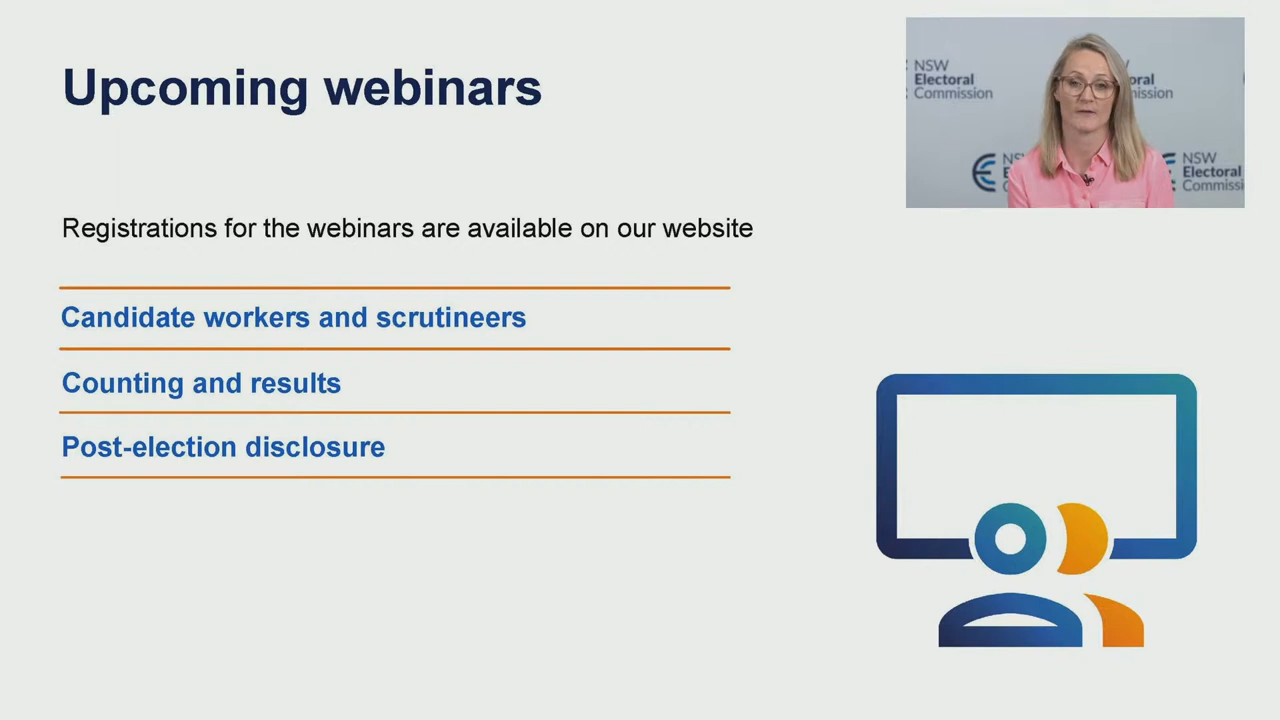 Upcoming webinars
NSW
Electoral
Commission
NSW
Electoral
Commissi
Registrations for the webinars are available on our website
Candidate workers and scrutineers
Counting and results
Post-election disclosure